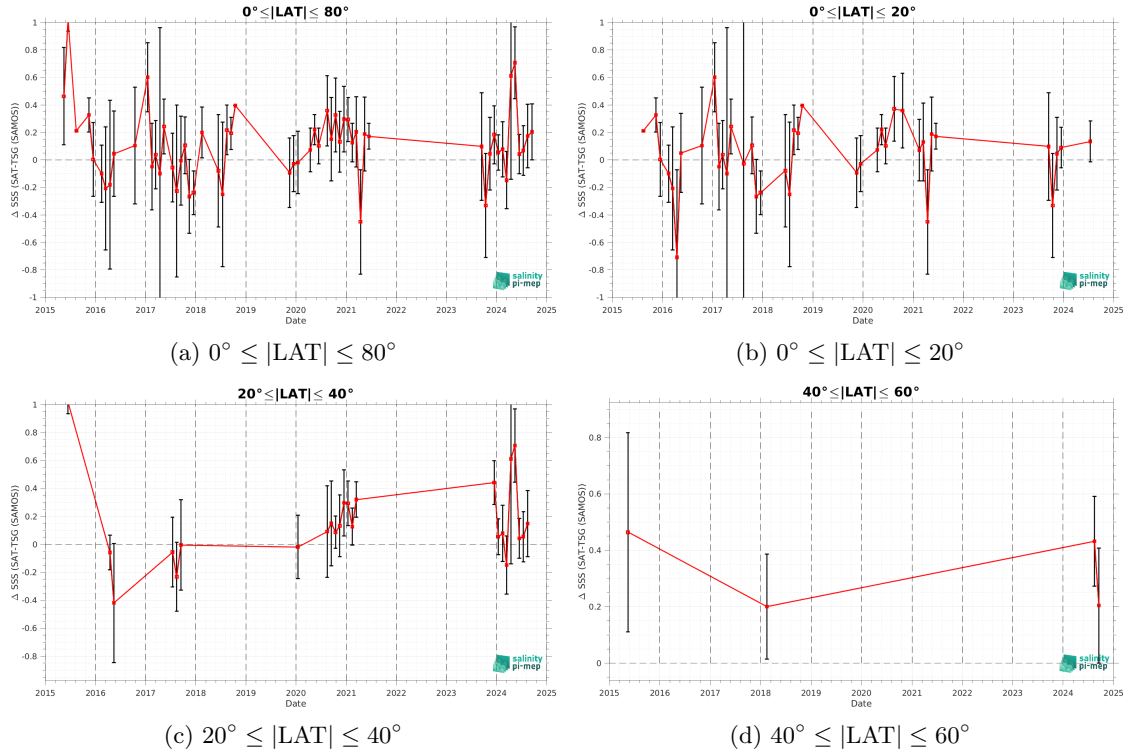 0°≤|LAT|≤ 80°
Δ SSS (SAT-TSG (SAMOS))
1
0.8
0.6
0.4
0.2
0
-0.2
-0.4
-0.6
-0.8
-1
2015 2016 2017 2018 2019 2020 2021 2022 2023 2024 2025
Date
salinity
pi-mep
(a) 0° ≤ |LAT| ≤ 80°
0°≤|LAT|≤ 20°
Δ SSS (SAT-TSG (SAMOS))
1
0.8
0.6
0.4
0.2
0
-0.2
-0.4
-0.6
-0.8
-1
2015 2016 2017 2018 2019 2020 2021 2022 2023 2024 2025
Date
salinity
pi-mep
(b) 0° ≤ |LAT| ≤ 20°
20°≤|LAT|≤ 40°
Δ SSS (SAT-TSG (SAMOS))
1
0.8
0.6
0.4
0.2
0
-0.2
-0.4
-0.6
-0.8
2015 2016 2017 2018 2019 2020 2021 2022 2023 2024 2025
Date
salinity
pi-mep
(c) 20° ≤ |LAT| ≤ 40°
40°≤|LAT|≤ 60°
Δ SSS (SAT-TSG (SAMOS))
0.8
0.6
0.4
0.2
0
2015 2016 2017 2018 2019 2020 2021 2022 2023 2024 2025
Date
salinity
pi-mep
(d) 40° ≤ |LAT| ≤ 60°